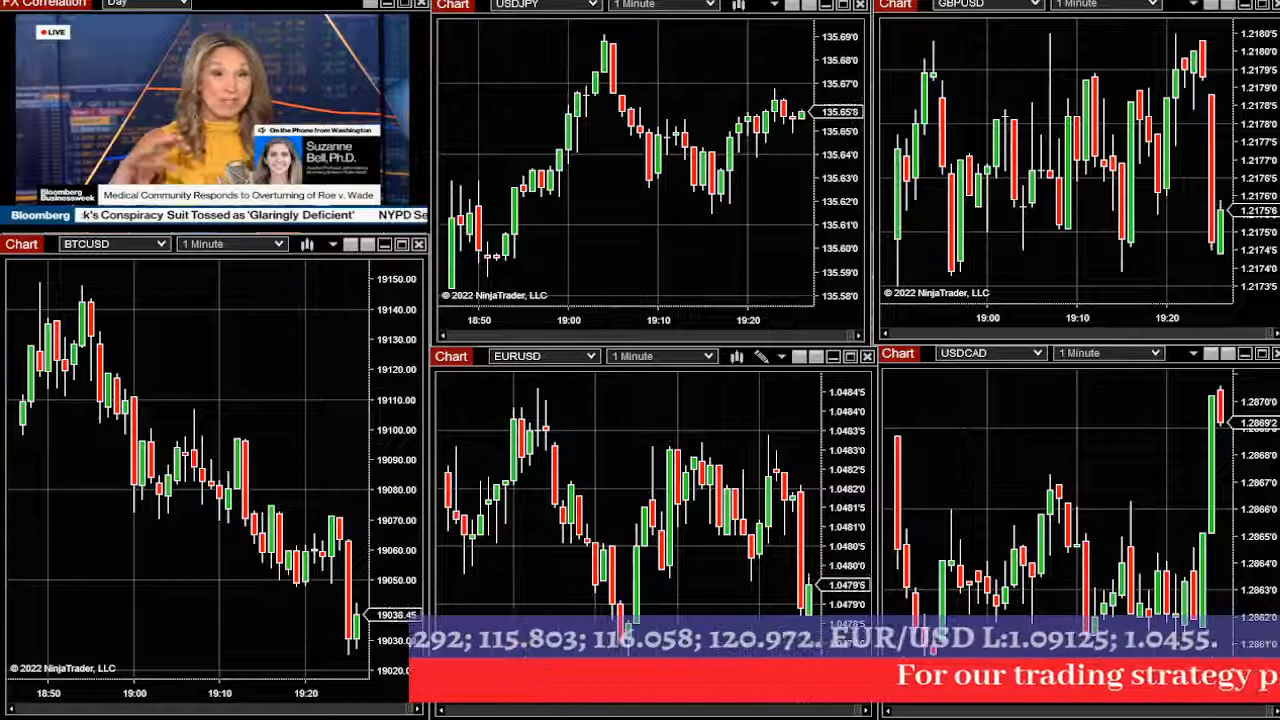 FX Correlation
Day
LIVE
On the Phone from Washington
Suzanne
Bell, Ph.D.
Bloomberg
Businessweek
Medical Community Responds to Overturning of Roe v. Wade
Bloomberg
:k's Conspiracy Suit Tossed as 'Glaringly Deficient'
NYPD Se
Chart
USDJPY
1 Minute
135.69'0
135.68'0
135.67'0
135.65'8
135.65'0
135.64'0
135.63'0
135.61'0
135.60'0
135.59'0
135.58'0
© 2022 NinjaTrader, LLC
18:50
19:00
19:10
19:20
Chart
GBPUSD
1 Minute
1.2180'5
1.2180'0
1.2179'5
1.2179'0
1.2178'5
1.2178'0
1.2177'5
1.2177'0
1.2176'5
1.2176'0
1.2175'8
1.2175'0
1.2174'5
1.2174'0
1.2173'5
© 2022 NinjaTrader, LLC
19:00
19:10
19:20
Chart
BTCUSD
1 Minute
19150.00
19140.00
19130.00
19120.00
19110.00
19100.00
19090.00
19080.00
19070.00
19060.00
19050.00
19038.45
19030.00
19020.00
© 2022 NinjaTrader, LLC
18:50
19:00
19:10
19:20
Chart
EURUSD
1 Minute
1.0484'5
1.0484'0
1.0483'5
1.0483'0
1.0482'5
1.0482'0
1.0481'5
1.0481'0
1.0480'5
1.0480'0
1.0479'5
1.0479'0
Chart
USDCAD
1 Minute
1.2870'0
1.2869'2
1.2868'0
1.2867'0
1.2866'0
1.2865'0
1.2864'0
1.2863'0
1.2862'0
1.2861'0
292; 115.803; 116.058; 120.972. EUR/USD L:1.09125; 1.0455.
For our trading strategy p